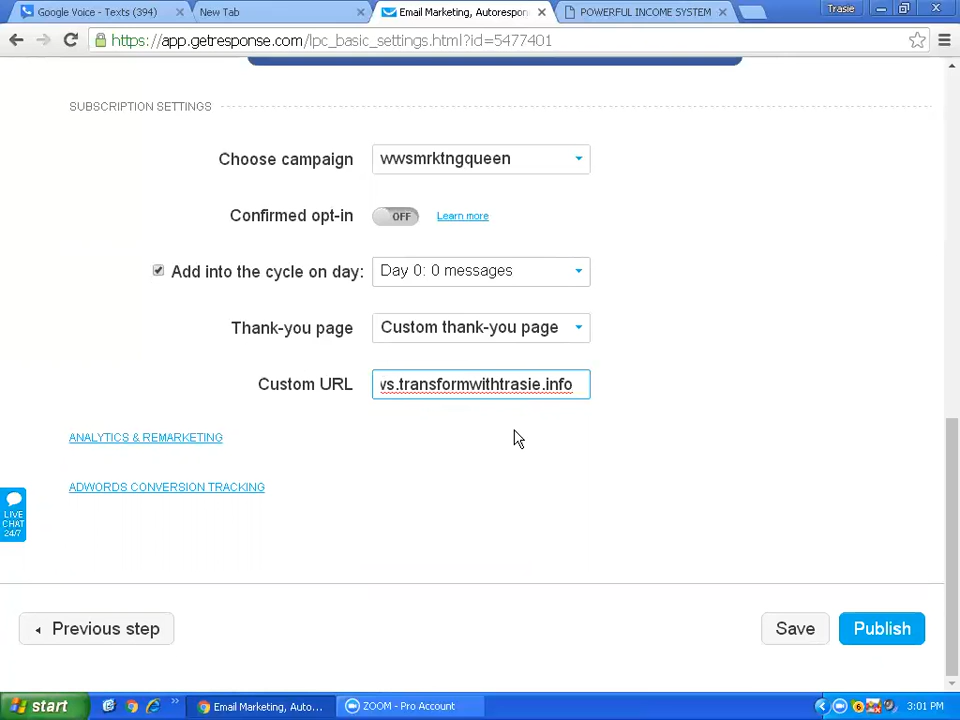 Google Voice - Texts (394)
New Tab
Email Marketing, Autorespon
POWERFUL INCOME SYSTEM
Trasie
https://app.getresponse.com/lpc_basic_settings.html?id=5477401
SUBSCRIPTION SETTINGS
Choose campaign
wwsmrktngqueen
Confirmed opt-in
OFF
Learn more
Add into the cycle on day:
Day 0: 0 messages
Thank-you page
Custom thank-you page
Custom URL
vs.transformwithtrasie.info
ANALYTICS & REMARKETING
ADWORDS CONVERSION TRACKING
LIVE
CHAT
24/7
Previous step
Save
Publish
start
Email Marketing, Auto...
ZOOM - Pro Account
3:01 PM